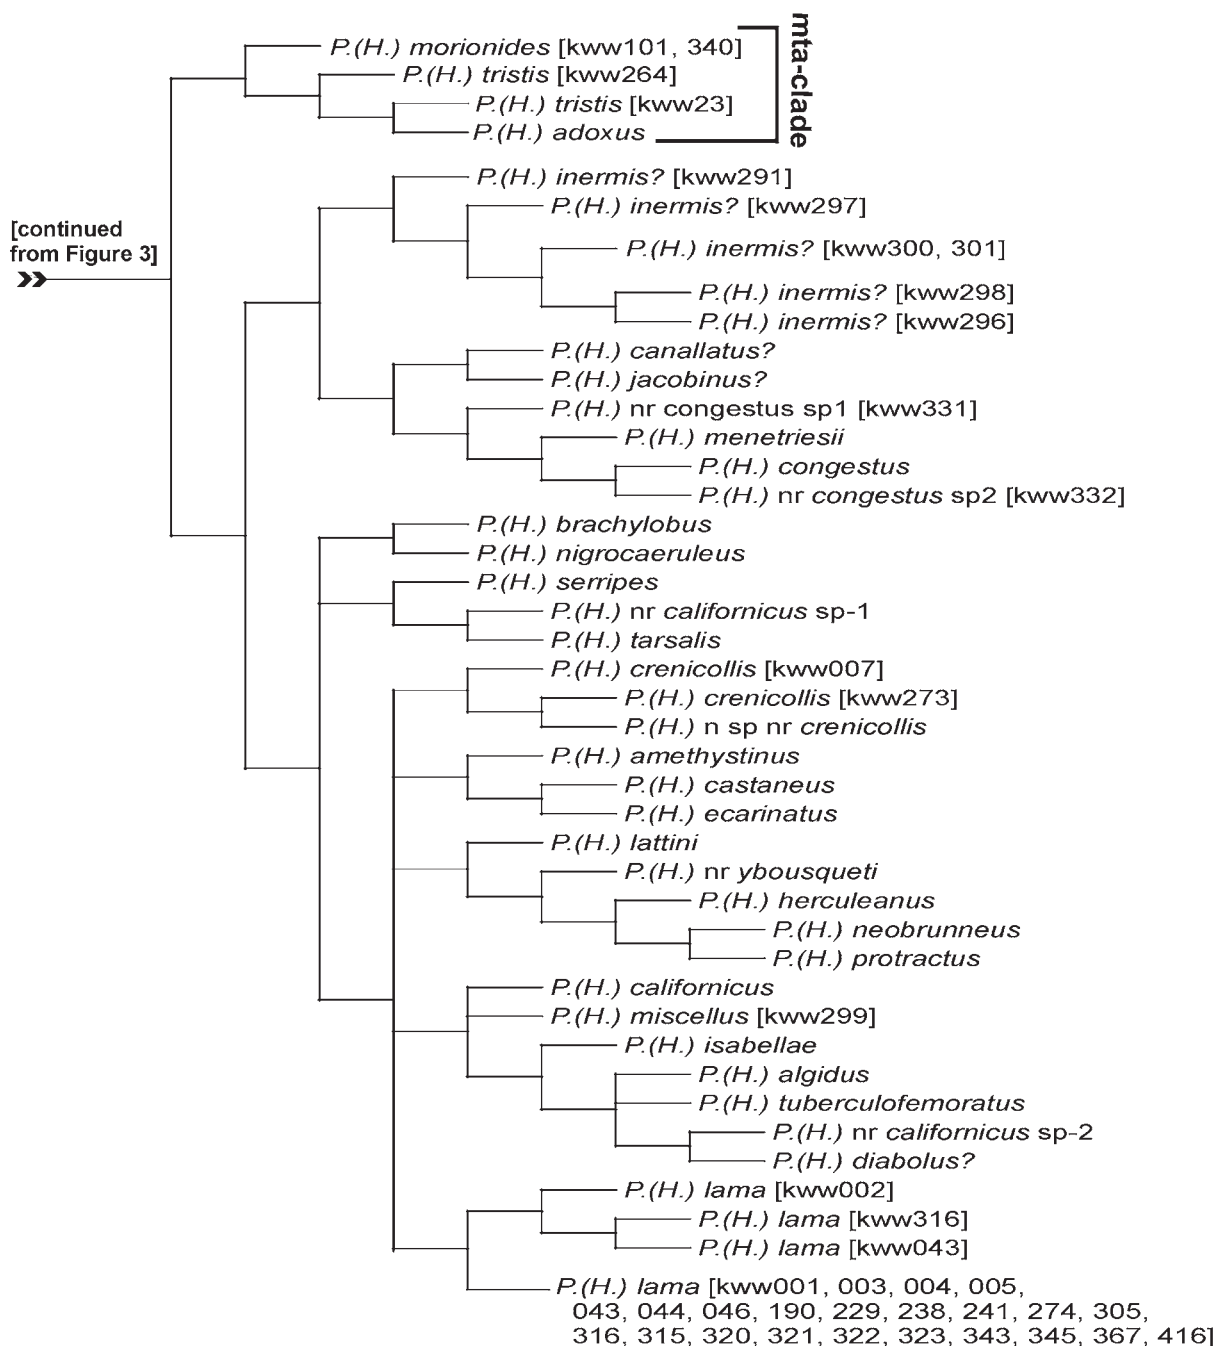 P.(H.) morionides [kww101, 340]
P.(H.) tristis [kww264]
P.(H.) tristis [kww23]
P.(H.) adoxus
mta-clade
P.(H.) inermis? [kww291]
P.(H.) inermis? [kww297]
[continued
from Figure 3]
P.(H.) inermis? [kww300, 301]
P.(H.) inermis? [kww298]
P.(H.) inermis? [kww296]
P.(H.) canallatus?
P.(H.) jacobinus?
P.(H.) nr congestus sp1 [kww331]
P.(H.) menetriesii
P.(H.) congestus
P.(H.) nr congestus sp2 [kww332]
P.(H.) brachylobus
P.(H.) nigrocaeruleus
P.(H.) serripes
P.(H.) nr californicus sp-1
P.(H.) tarsalis
P.(H.) crenicollis [kww007]
P.(H.) crenicollis [kww273]
P.(H.) n sp nr crenicollis
P.(H.) amethystinus
P.(H.) castaneus
P.(H.) ecarinatus
P.(H.) lattini
P.(H.) nr ybousqueti
P.(H.) herculeanus
P.(H.) neobrunneus
P.(H.) protractus
P.(H.) californicus
P.(H.) miscellus [kww299]
P.(H.) isabellae
P.(H.) algidus
P.(H.) tuberculofemoratus
P.(H.) nr californicus sp-2
P.(H.) diabolus?
P.(H.) lama [kww002]
P.(H.) lama [kww316]
P.(H.) lama [kww043]
P.(H.) lama [kww001, 003, 004, 005,
043, 044, 046, 190, 229, 238, 241, 274, 305,
316, 315, 320, 321, 322, 323, 343, 345, 367, 416]